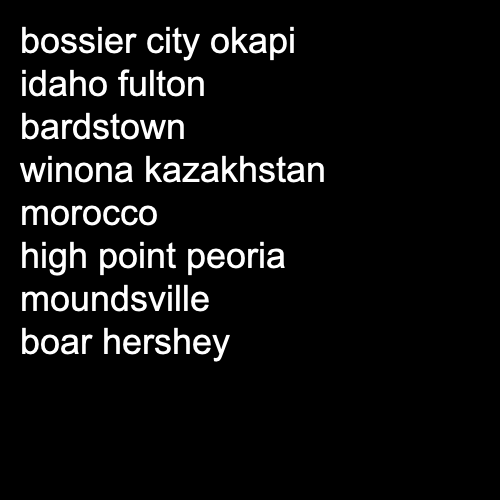 bossier city okapi
idaho fulton
bardstown
winona kazakhstan
morocco
high point peoria
moundsville
boar hershey